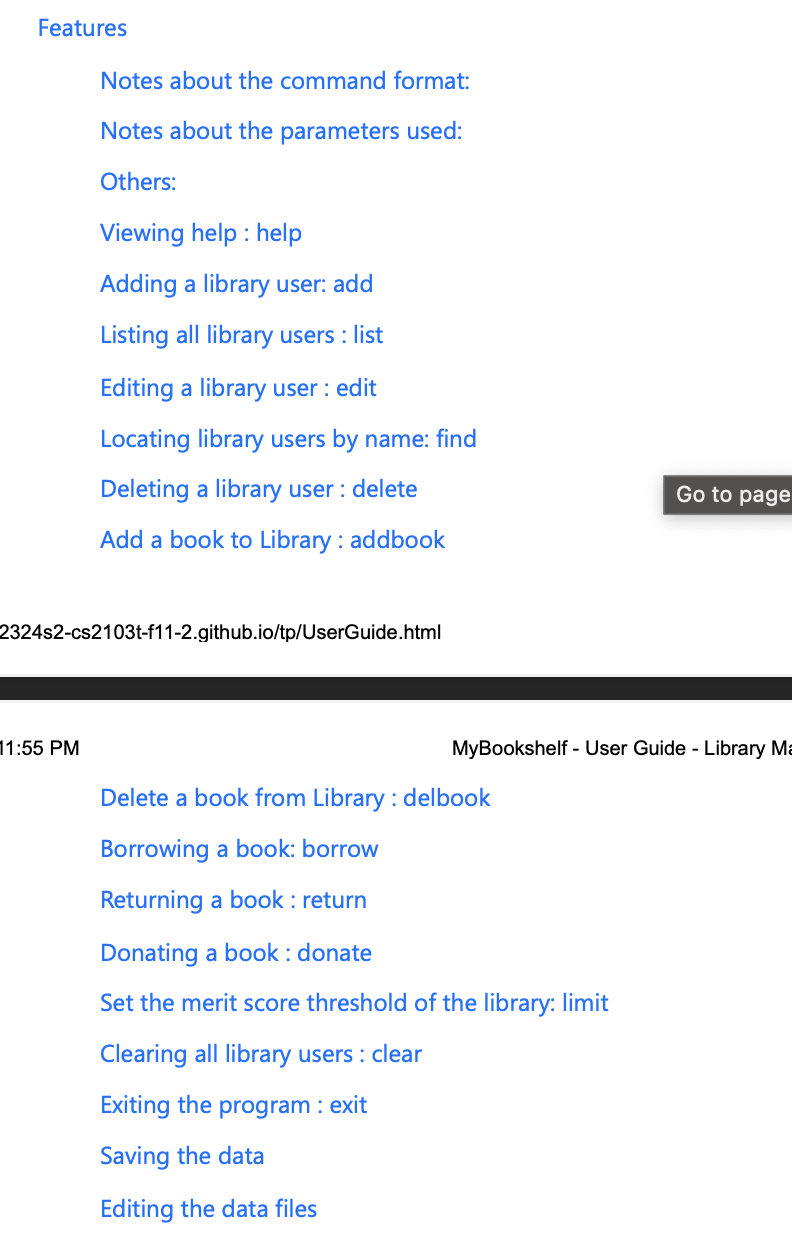 Features
Notes about the command format:
Notes about the parameters used:
Others:
Viewing help : help
Adding a library user: add
Listing all library users : list
Editing a library user : edit
Locating library users by name: find
Deleting a library user : delete
Go to page
Add a book to Library : addbook
2324s2-cs2103t-f11-2.github.io/tp/UserGuide.html
11:55 PM
MyBookshelf - User Guide - Library Ma
Delete a book from Library : delbook
Borrowing a book: borrow
Returning a book : return
Donating a book : donate
Set the merit score threshold of the library: limit
Clearing all library users : clear
Exiting the program : exit
Saving the data
Editing the data files